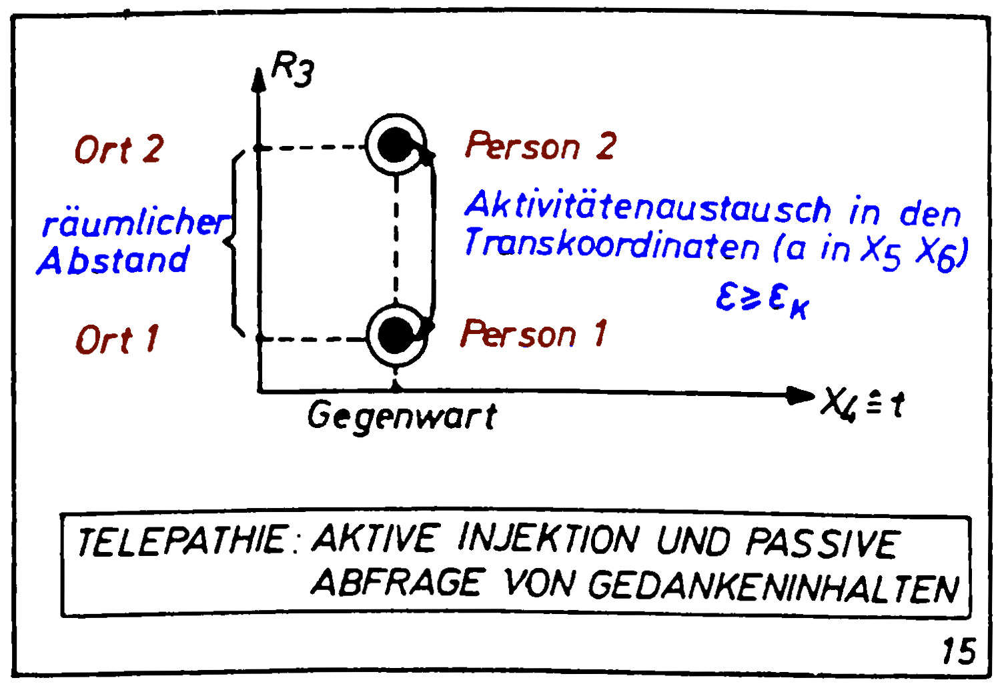 R3
Ort 2
Person 2
räumlicher
Abstand
Aktivitätenaustausch in den
Transkoordinaten (a in X5 X6)
ε ≥ εK
Ort 1
Person 1
Gegenwart
X4 ≙ t
TELEPATHIE: AKTIVE INJEKTION UND PASSIVE
ABFRAGE VON GEDANKENINHALTEN
15